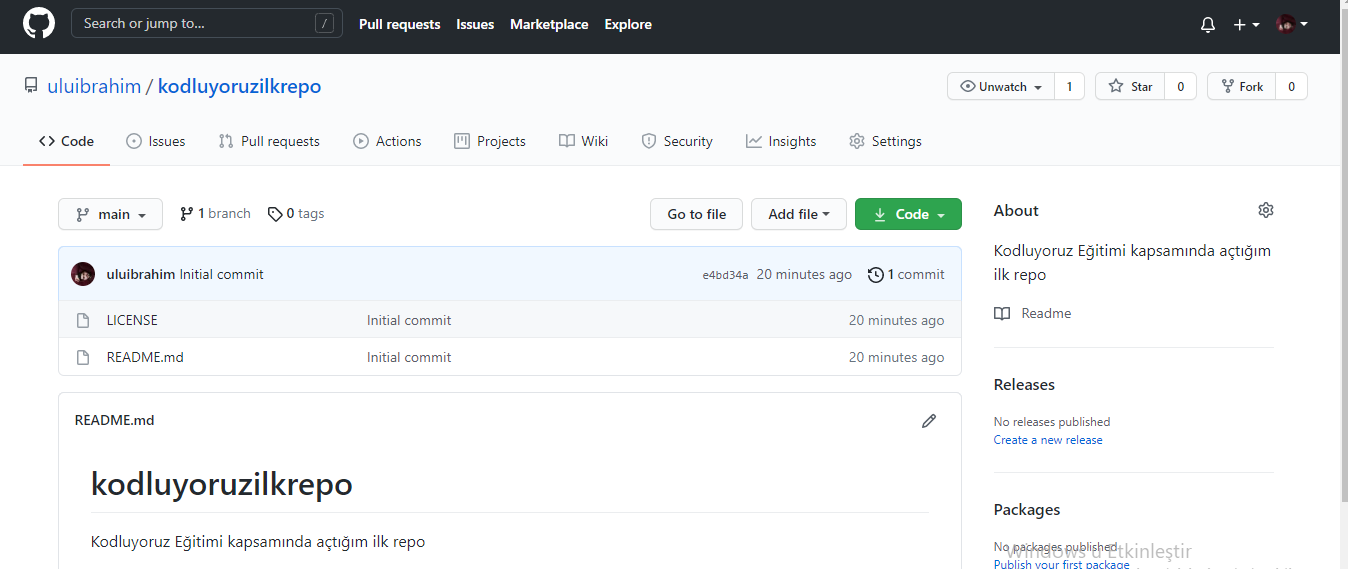 Search or jump to... / Pull requests Issues Marketplace Explore
uluibrahim / kodluyoruzilkrepo Unwatch 1 Star 0 Fork 0
Code Issues Pull requests Actions Projects Wiki Security Insights Settings
main 1 branch 0 tags Go to file Add file Code
uluibrahim Initial commit e4bd34a 20 minutes ago 1 commit
LICENSE Initial commit 20 minutes ago
README.md Initial commit 20 minutes ago
README.md
kodluyoruzilkrepo
Kodluyoruz Eğitimi kapsamında açtığım ilk repo
About
Kodluyoruz Eğitimi kapsamında açtığım
ilk repo
Readme
Releases
No releases published
Create a new release
Packages
No packages published
Windows'u Etkinleştir
Publish your first package